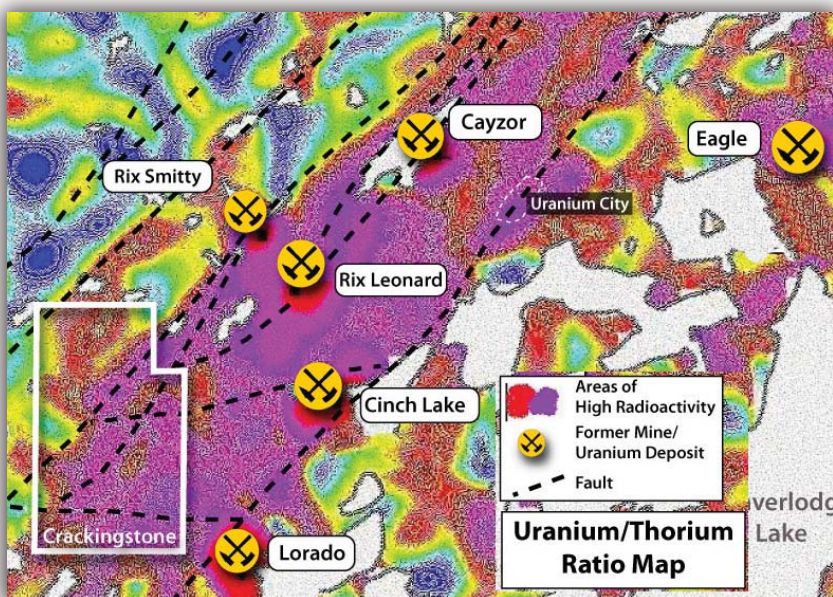 Cayzor
Eagle
Rix Smitty
Uranium City
Rix Leonard
Cinch Lake
Areas of
High Radioactivity
Former Mine/
Uranium Deposit
Fault
Uranium/Thorium
Ratio Map
Lake
Crackingstone
Lorado